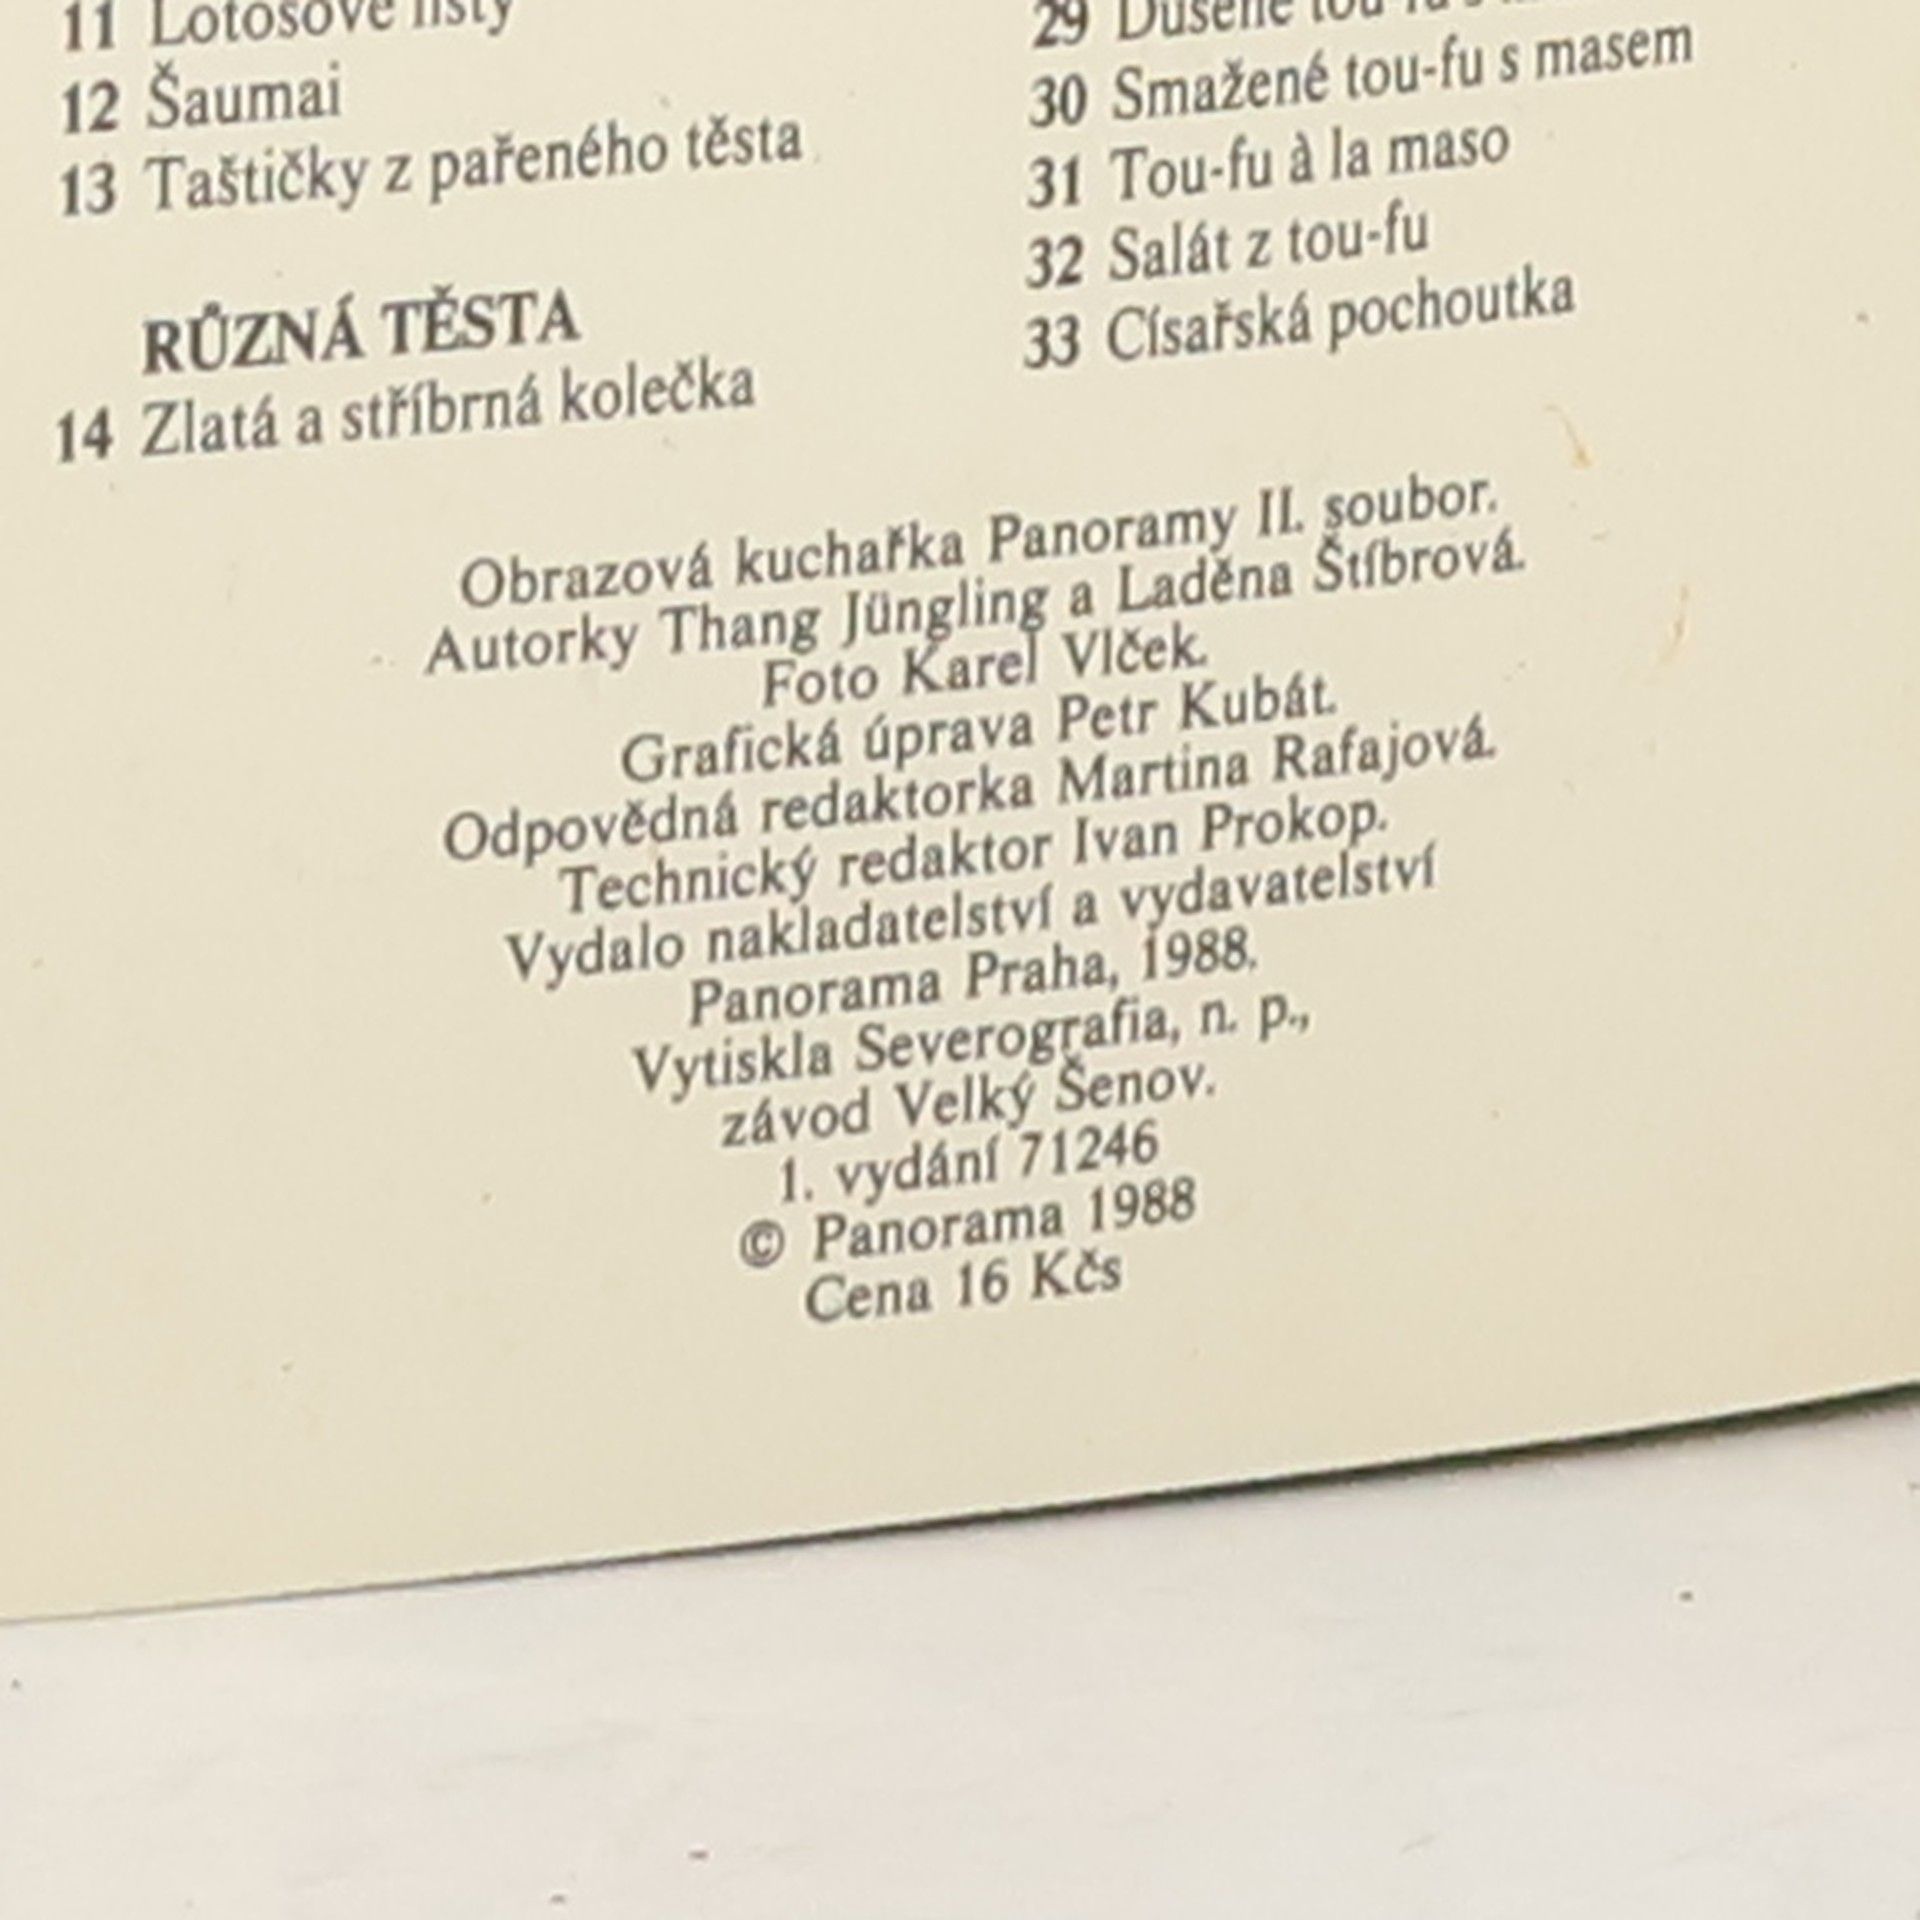 11 Lotosové listy
12 Šaumai
13 Taštičky z pařeného těsta
RŮZNÁ TĚSTA
14 Zlatá a stříbrná kolečka
29 Dušené tou-fu s
30 Smažené tou-fu s masem
31 Tou-fu à la maso
32 Salát z tou-fu
33 Císařská pochoutka
Obrazová kuchařka Panoramy II. soubor.
Autorky Thang Jüngling a Laděna Štíbrová.
Foto Karel Vlček.
Grafická úprava Petr Kubát.
Odpovědná redaktorka Martina Rafajová.
Technický redaktor Ivan Prokop.
Vydalo nakladatelství a vydavatelství
Panorama Praha, 1988.
Vytiskla Severografia, n. p.,
závod Velký Šenov.
1. vydání 71246
© Panorama 1988
Cena 16 Kčs